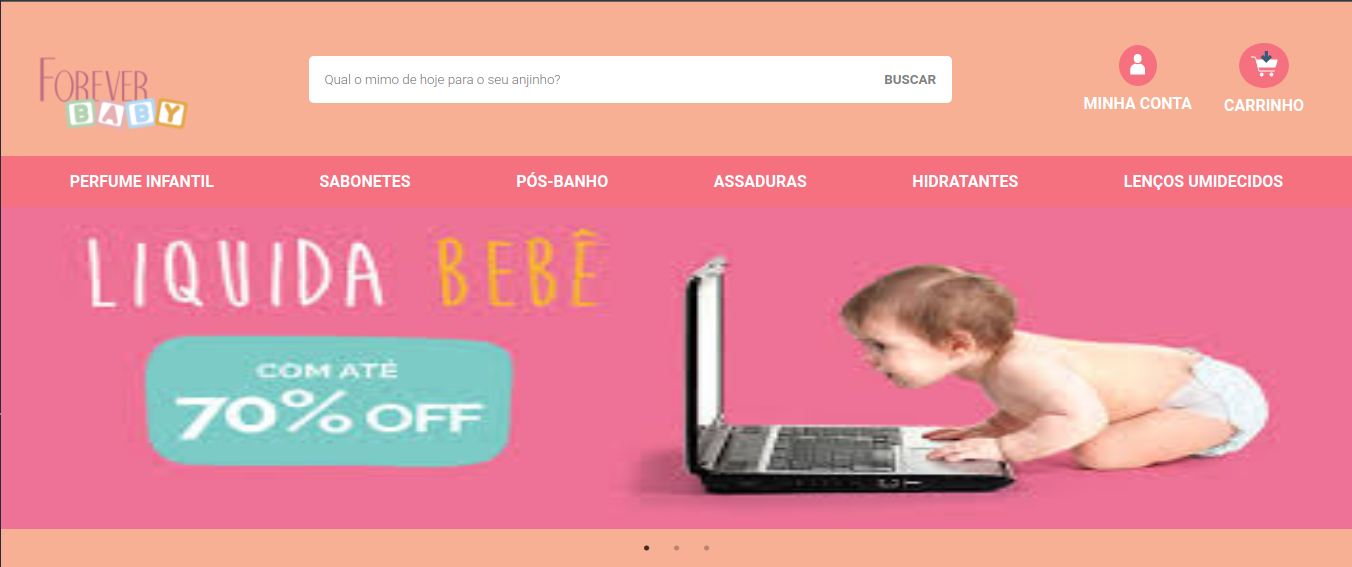 FOREVER
BABY
Qual o mimo de hoje para o seu anjinho? BUSCAR
MINHA CONTA CARRINHO
PERFUME INFANTIL SABONETES PÓS-BANHO ASSADURAS HIDRATANTES LENÇOS UMIDECIDOS
LIQUIDA BEBÊ
COM ATÉ
70% OFF